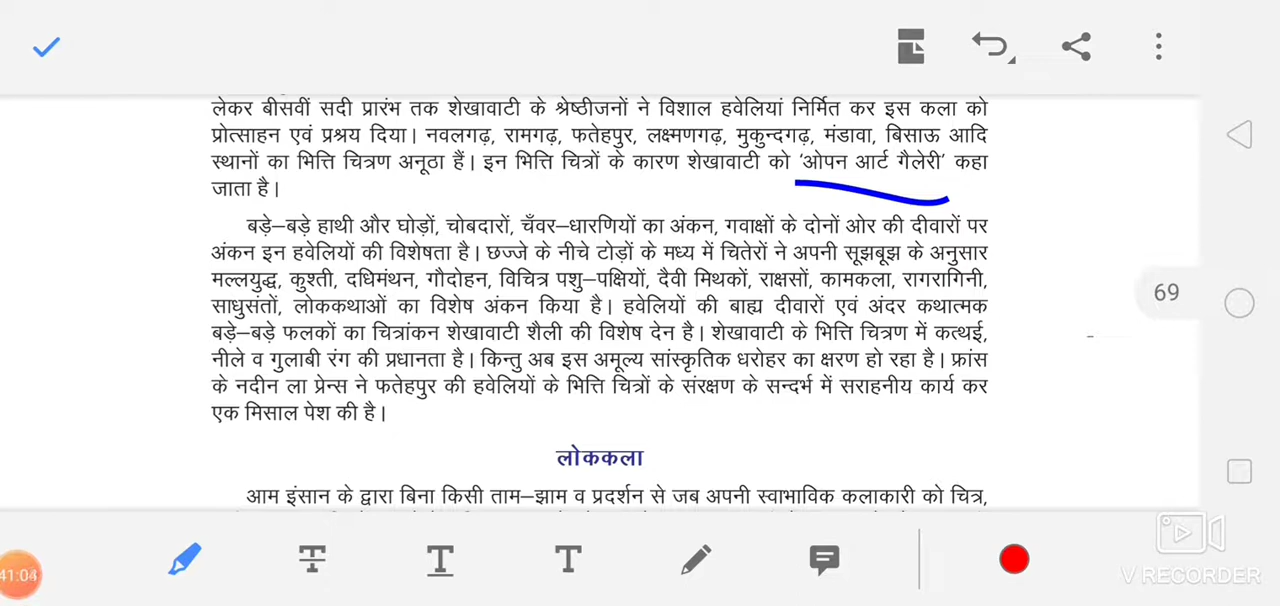 लेकर बीसवीं सदी प्रारंभ तक शेखावाटी के श्रेष्ठीजनों ने विशाल हवेलियां निर्मित कर इस कला को
प्रोत्साहन एवं प्रश्रय दिया। नवलगढ़, रामगढ़, फतेहपुर, लक्ष्मणगढ़, मुकुन्दगढ़, मंडावा, बिसाऊ आदि
स्थानों का भित्ति चित्रण अनूठा हैं। इन भित्ति चित्रों के कारण शेखावाटी को 'ओपन आर्ट गैलेरी' कहा
जाता है।
बड़े–बड़े हाथी और घोड़ों, चोबदारों, चँवर–धारणियों का अंकन, गवाक्षों के दोनों ओर की दीवारों पर
अंकन इन हवेलियों की विशेषता है। छज्जे के नीचे टोड़ों के मध्य में चितेरों ने अपनी सूझबूझ के अनुसार
मल्लयुद्ध, कुश्ती, दधिमंथन, गौदोहन, विचित्र पशु–पक्षियों, दैवी मिथकों, राक्षसों, कामकला, रागरागिनी,
साधुसंतों, लोककथाओं का विशेष अंकन किया है। हवेलियों की बाह्य दीवारों एवं अंदर कथात्मक
बड़े–बड़े फलकों का चित्रांकन शेखावाटी शैली की विशेष देन है। शेखावाटी के भित्ति चित्रण में कत्थई,
नीले व गुलाबी रंग की प्रधानता है। किन्तु अब इस अमूल्य सांस्कृतिक धरोहर का क्षरण हो रहा है। फ्रांस
के नदीन ला प्रेन्स ने फतेहपुर की हवेलियों के भित्ति चित्रों के संरक्षण के सन्दर्भ में सराहनीय कार्य कर
एक मिसाल पेश की है।
69
लोककला
आम इंसान के द्वारा बिना किसी ताम–झाम व प्रदर्शन से जब अपनी स्वाभाविक कलाकारी को चित्र,
T T T
41:04
V RECORDER